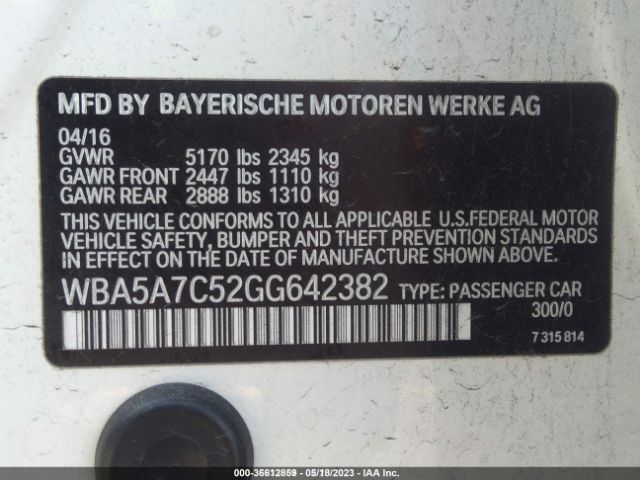 MFD BY BAYERISCHE MOTOREN WERKE AG
04/16
GVWR 5170 lbs 2345 kg
GAWR FRONT 2447 lbs 1110 kg
GAWR REAR 2888 lbs 1310 kg
THIS VEHICLE CONFORMS TO ALL APPLICABLE U.S.FEDERAL MOTOR
VEHICLE SAFETY, BUMPER AND THEFT PREVENTION STANDARDS
IN EFFECT ON THE DATE OF MANUFACTURE SHOWN ABOVE.
WBA5A7C52GG642382 TYPE: PASSENGER CAR
300/0
7 315 814
000-36612859 - 05/18/2023 - IAA Inc.